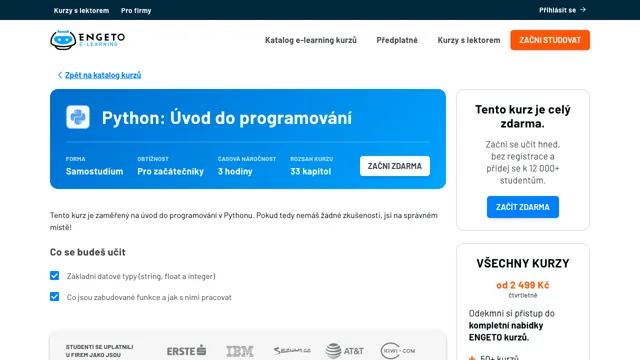 Kurzy s lektorem Pro firmy Přihlásit se →
ENGETO
E-LEARNING
Katalog e-learning kurzů Předplatné Kurzy s lektorem ZAČNI STUDOVAT
Zpět na katalog kurzů
Python: Úvod do programování
FORMA OBTÍŽNOST ČASOVÁ NÁROČNOST ROZSAH KURZU
Samostudium Pro začátečníky 3 hodiny 33 kapitol
ZAČNI ZDARMA
Tento kurz je zaměřený na úvod do programování v Pythonu. Pokud tedy nemáš žádné zkušenosti, jsi na správném
místě!
Co se budeš učit
Základní datové typy (string, float a integer)
Co jsou zabudované funkce a jak s nimi pracovat
STUDENTI SE UPLATNILI
U FIREM JAKO JSOU
ERSTE IBM SEZNAM.CZ AT&T KIWI.COM
Tento kurz je celý
zdarma.
Začni se učit hned,
bez registrace a
přidej se k 12 000+
studentům.
ZAČÍT ZDARMA
VŠECHNY KURZY
od 2 499 Kč
čtvrtletně
Odemkni si přístup do
kompletní nabídky
ENGETO kurzů.
50+ kurzů